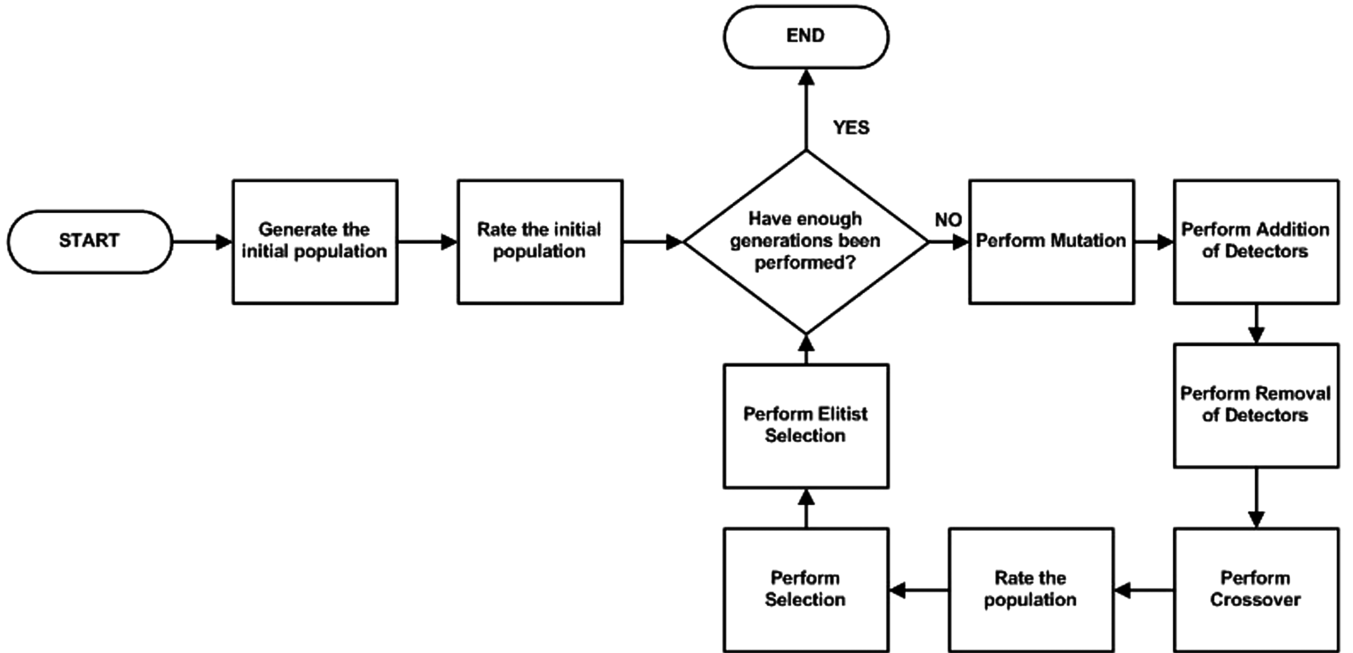 END
YES
START
Generate the
initial population
Rate the initial
population
Have enough
generations been
performed?
NO
Perform Mutation
Perform Addition
of Detectors
Perform Removal
of Detectors
Perform Elitist
Selection
Perform
Selection
Rate the
population
Perform
Crossover